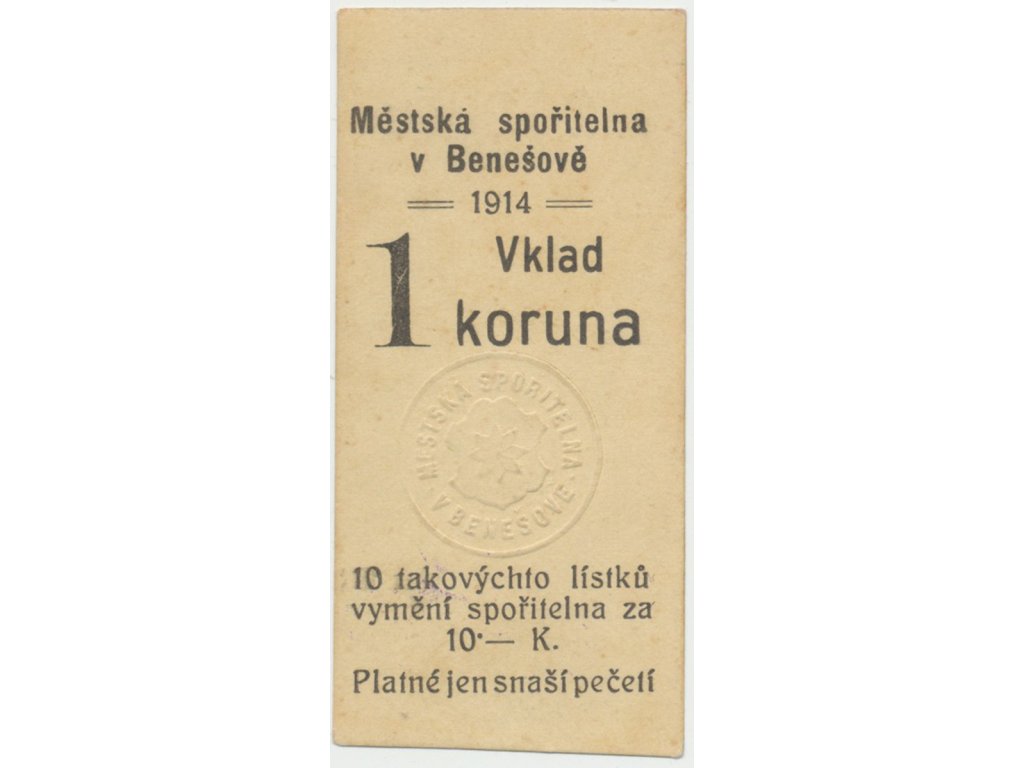 Městská spořitelna
v Benešově
1914
1 Vklad
koruna
MĚSTSKÁ SPOŘITELNA
V BENEŠOVĚ
10 takovýchto lístků
vymění spořitelna za
10·— K.
Platné jen snaší pečetí